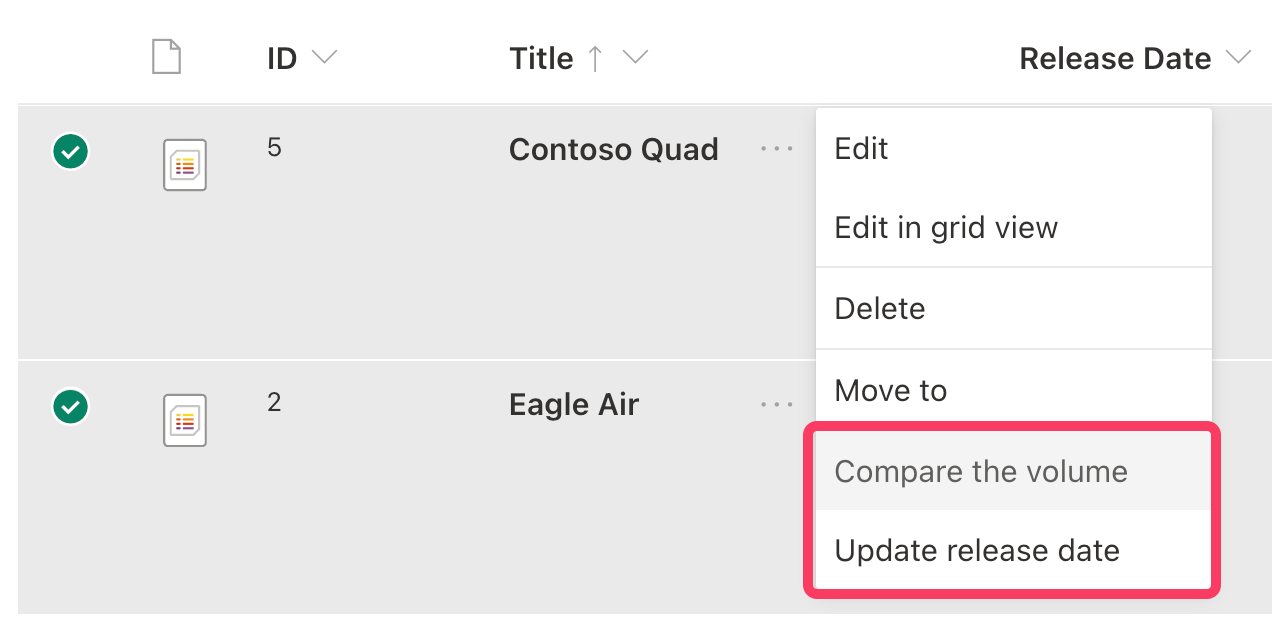 ID
Title
Release Date
5
Contoso Quad
Edit
Edit in grid view
Delete
Move to
2
Eagle Air
Compare the volume
Update release date